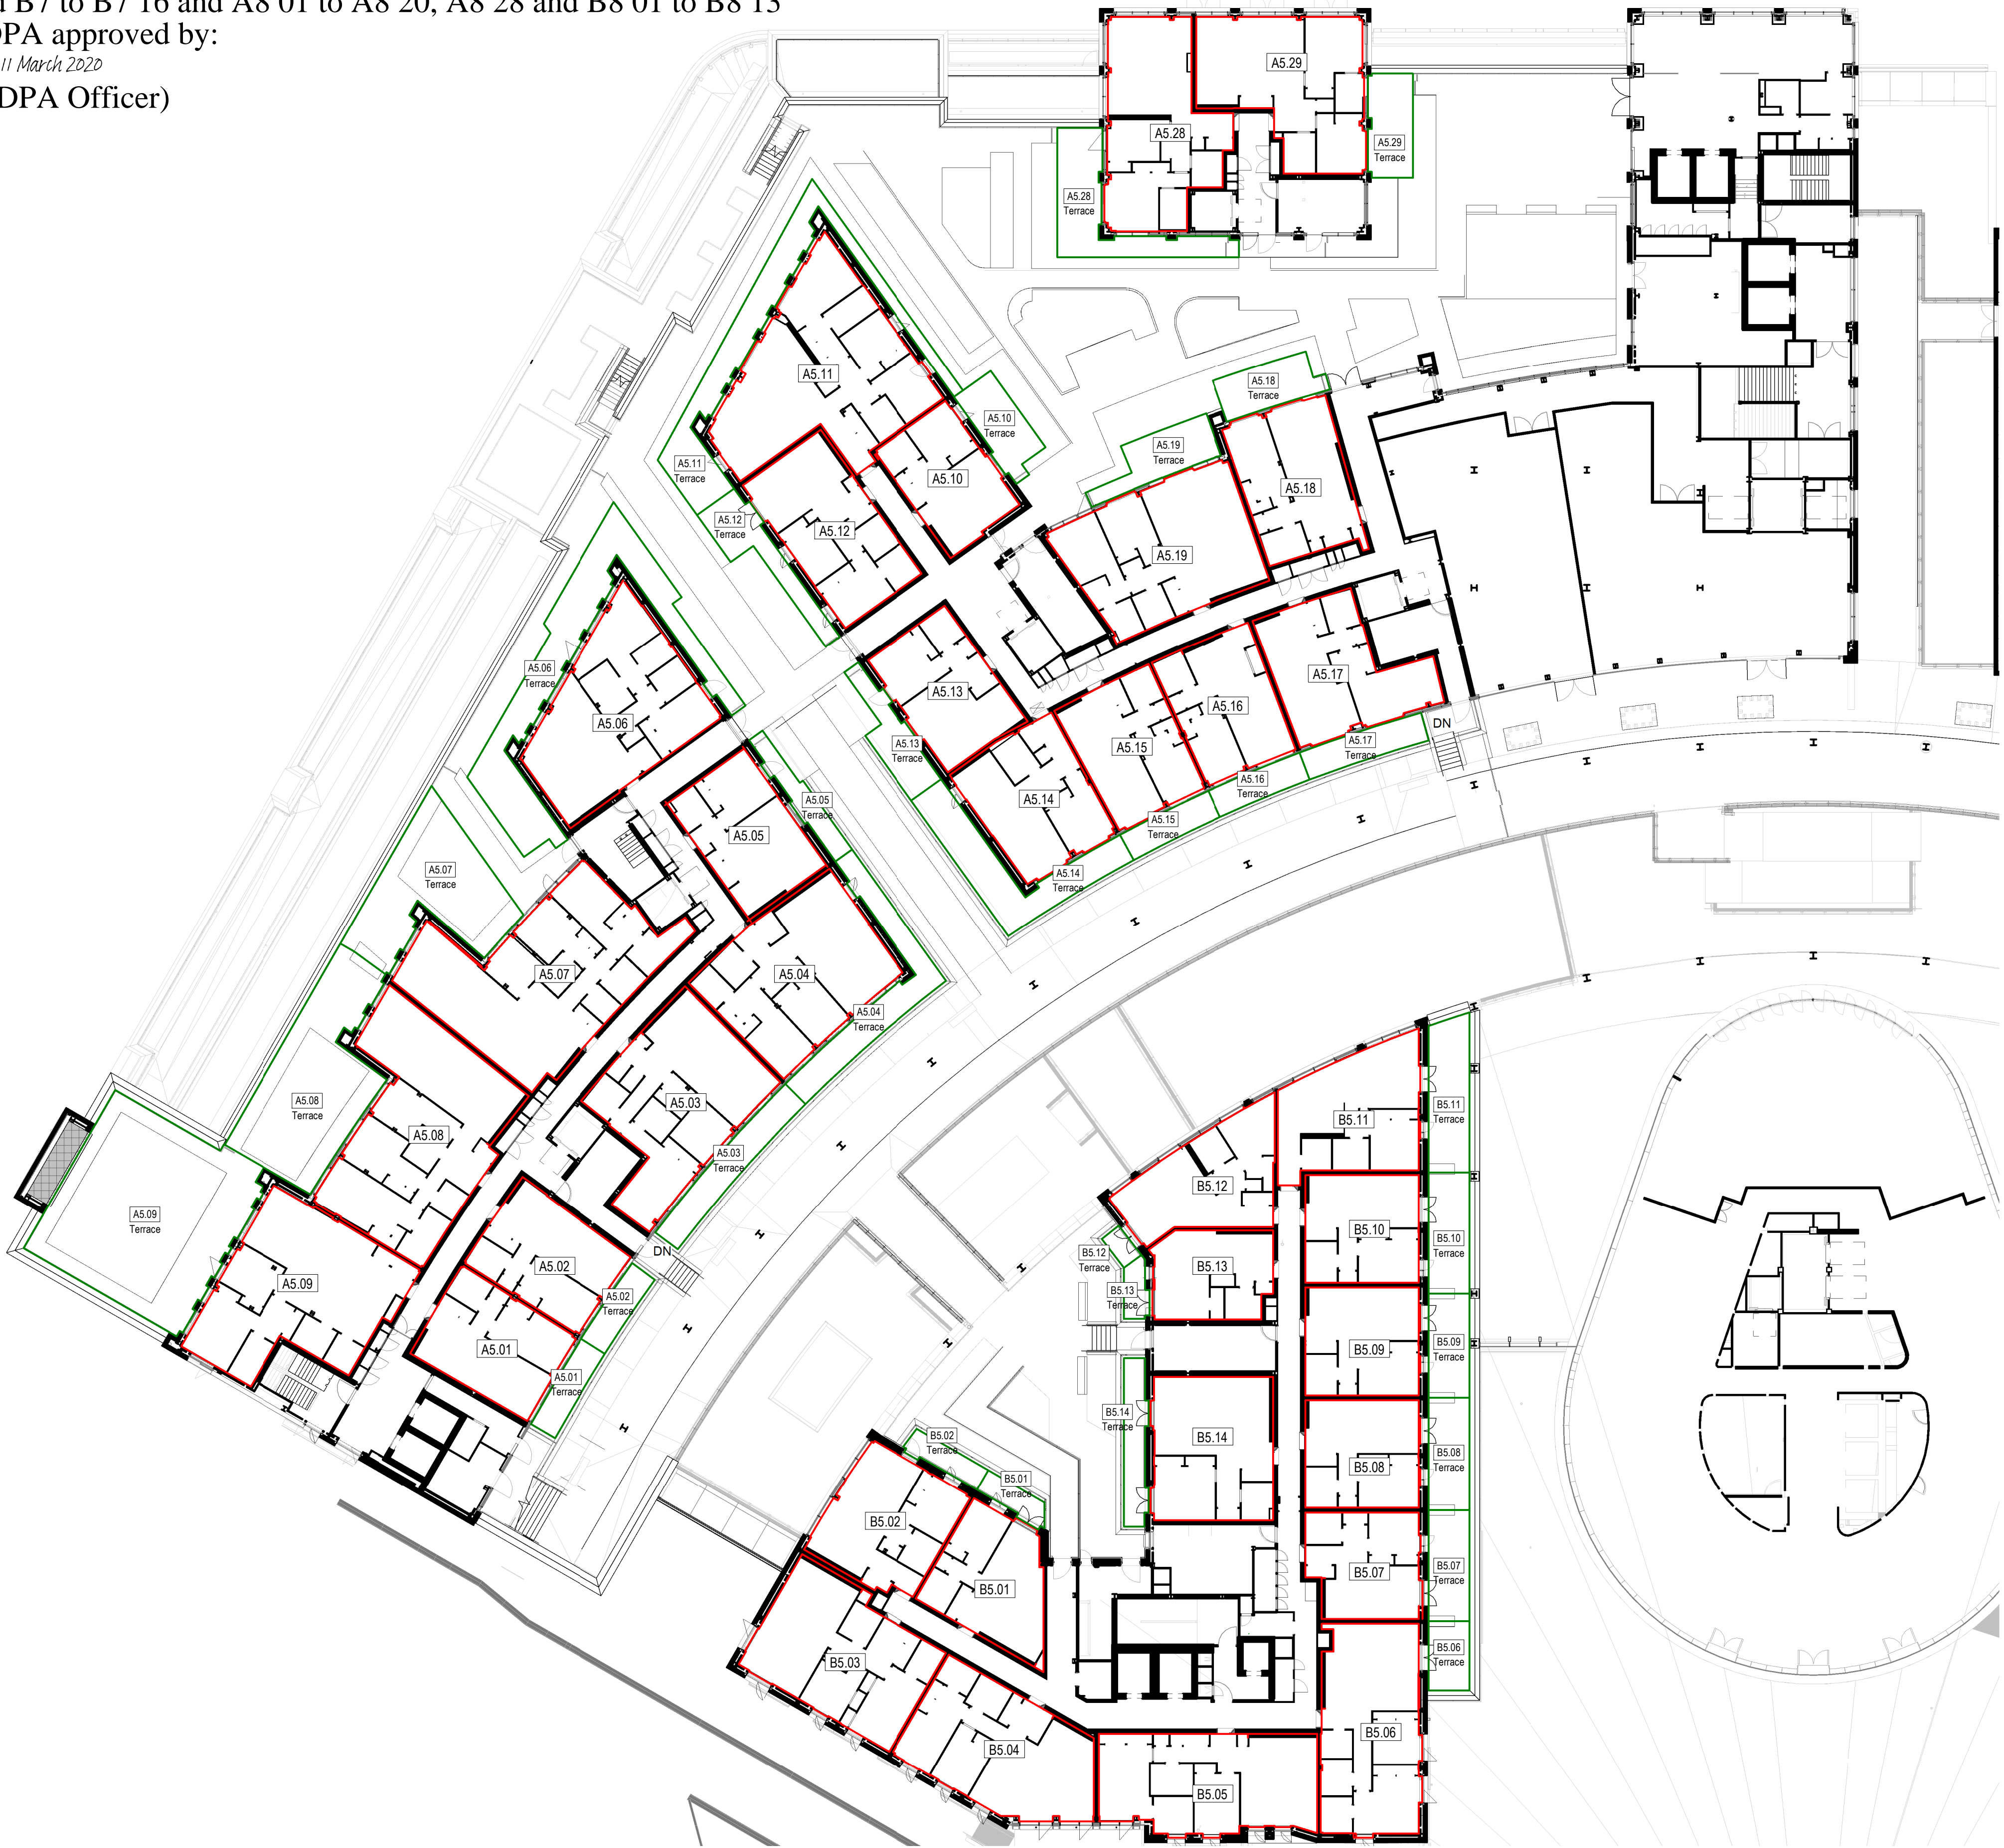 d B7 to B7 16 and A8 01 to A8 20, A8 28 and B8 01 to B8 13
DPA approved by:
11 March 2020
DPA Officer)
A5.29
A5.28
A5.29
Terrace
A5.28
Terrace
A5.11
A5.10
Terrace
A5.18
Terrace
A5.19
Terrace
A5.11
Terrace
A5.10
A5.18
A5.12
Terrace
A5.12
A5.19
A5.06
Terrace
A5.13
A5.17
A5.06
A5.16
A5.15
DN
A5.13
Terrace
A5.17
Terrace
A5.16
Terrace
A5.14
A5.05
Terrace
A5.15
Terrace
A5.05
A5.14
Terrace
A5.07
Terrace
A5.07
A5.04
A5.04
Terrace
A5.03
A5.08
Terrace
A5.08
A5.03
Terrace
B5.11
Terrace
B5.11
B5.12
A5.09
Terrace
B5.10
B5.10
Terrace
DN
B5.12
Terrace
B5.13
A5.02
A5.09
A5.02
Terrace
B5.13
Terrace
A5.01
B5.09
B5.09
Terrace
A5.01
Terrace
B5.14
Terrace
B5.14
B5.02
Terrace
B5.08
B5.08
Terrace
B5.01
Terrace
B5.02
B5.01
B5.07
B5.07
Terrace
B5.03
B5.06
Terrace
B5.04
B5.06
B5.05